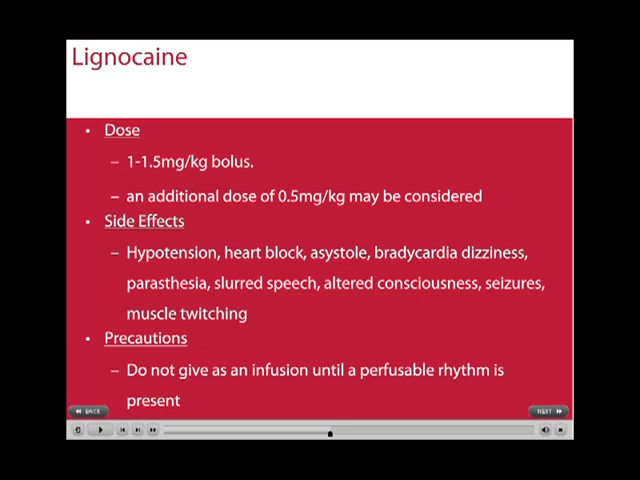 Lignocaine
• Dose
– 1-1.5mg/kg bolus.
– an additional dose of 0.5mg/kg may be considered
• Side Effects
– Hypotension, heart block, asystole, bradycardia dizziness,
parasthesia, slurred speech, altered consciousness, seizures,
muscle twitching
• Precautions
– Do not give as an infusion until a perfusable rhythm is
present
BACK
NEXT